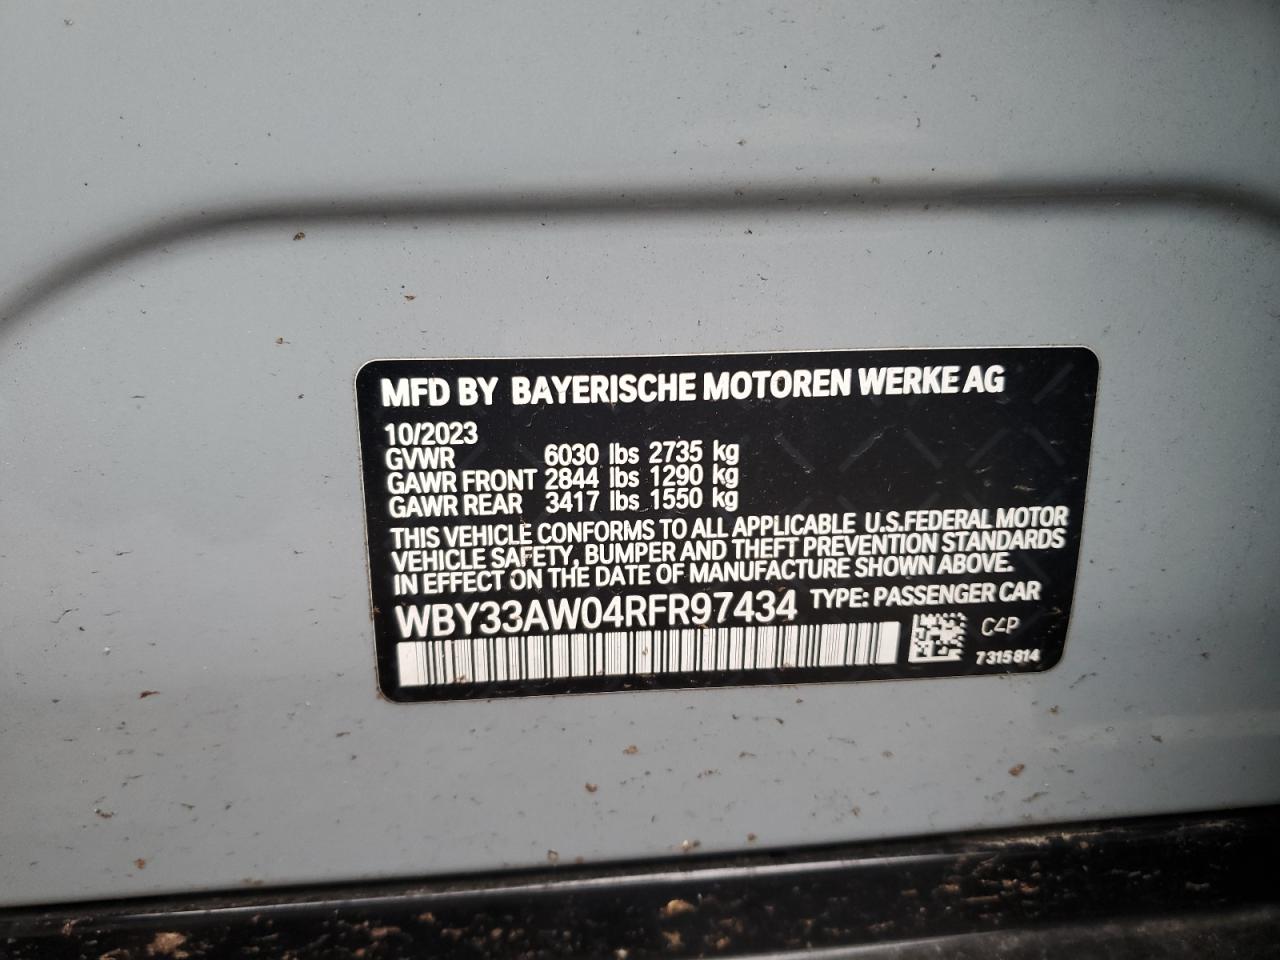 MFD BY BAYERISCHE MOTOREN WERKE AG
10/2023
GVWR 6030 lbs 2735 kg
GAWR FRONT 2844 lbs 1290 kg
GAWR REAR 3417 lbs 1550 kg
THIS VEHICLE CONFORMS TO ALL APPLICABLE U.S.FEDERAL MOTOR
VEHICLE SAFETY, BUMPER AND THEFT PREVENTION STANDARDS
IN EFFECT ON THE DATE OF MANUFACTURE SHOWN ABOVE.
WBY33AW04RFR97434 TYPE: PASSENGER CAR
C4P
7315814